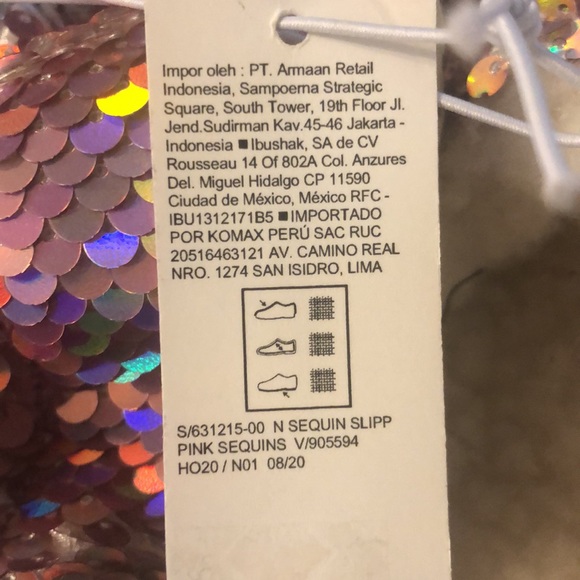 Impor oleh : PT. Armaan Retail
Indonesia, Sampoerna Strategic
Square, South Tower, 19th Floor Jl.
Jend.Sudirman Kav.45-46 Jakarta -
Indonesia ■Ibushak, SA de CV
Rousseau 14 Of 802A Col. Anzures
Del. Miguel Hidalgo CP 11590
Ciudad de México, México RFC -
IBU1312171B5 ■IMPORTADO
POR KOMAX PERÚ SAC RUC
20516463121 AV. CAMINO REAL
NRO. 1274 SAN ISIDRO, LIMA
S/631215-00 N SEQUIN SLIPP
PINK SEQUINS V/905594
HO20 / N01 08/20